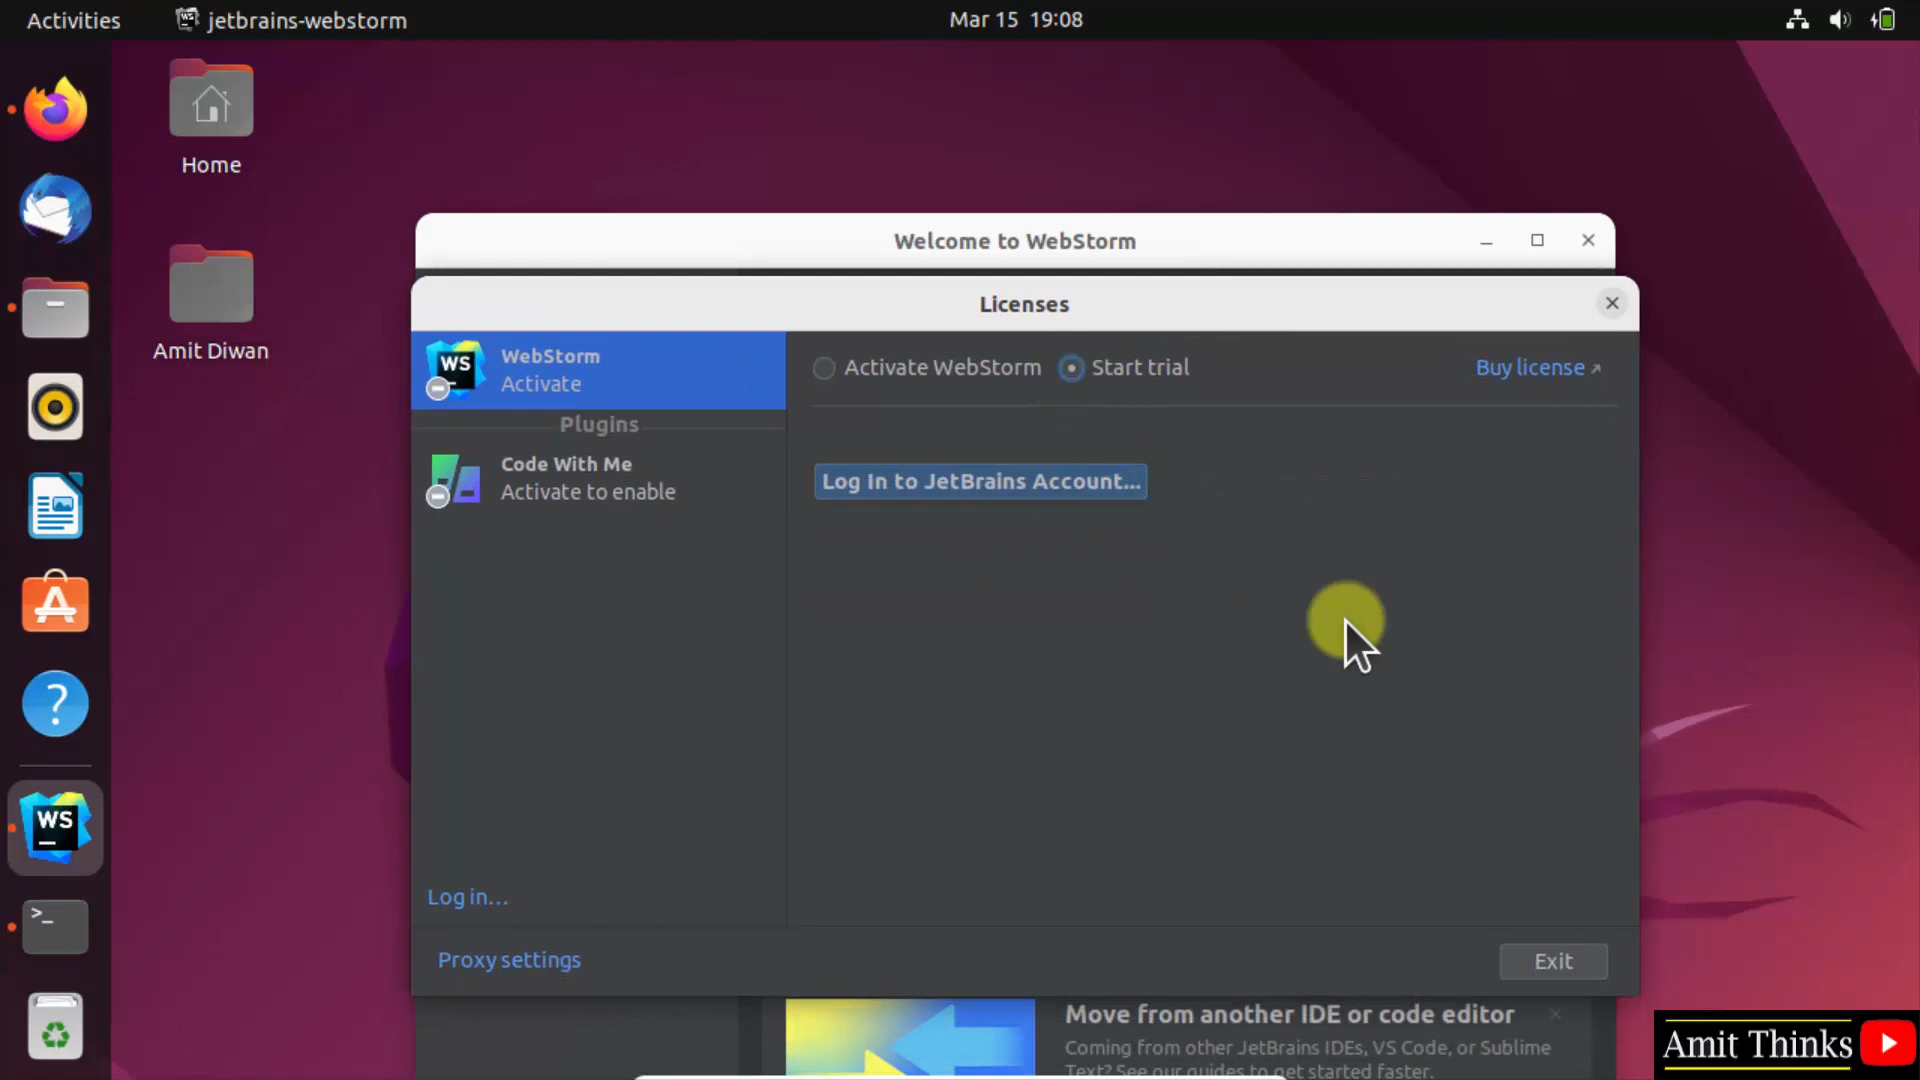 Activities
jetbrains-webstorm
Mar 15 19:08
Home
Amit Diwan
Welcome to WebStorm
Licenses
WS
WebStorm
Activate
Activate WebStorm
Start trial
Buy license
Plugins
Code With Me
Activate to enable
Log In to JetBrains Account...
?
WS
>_
Log in...
Proxy settings
Exit
Move from another IDE or code editor
Coming from other JetBrains IDEs, VS Code, or Sublime
Text? See our guides to get started faster.
Amit Thinks